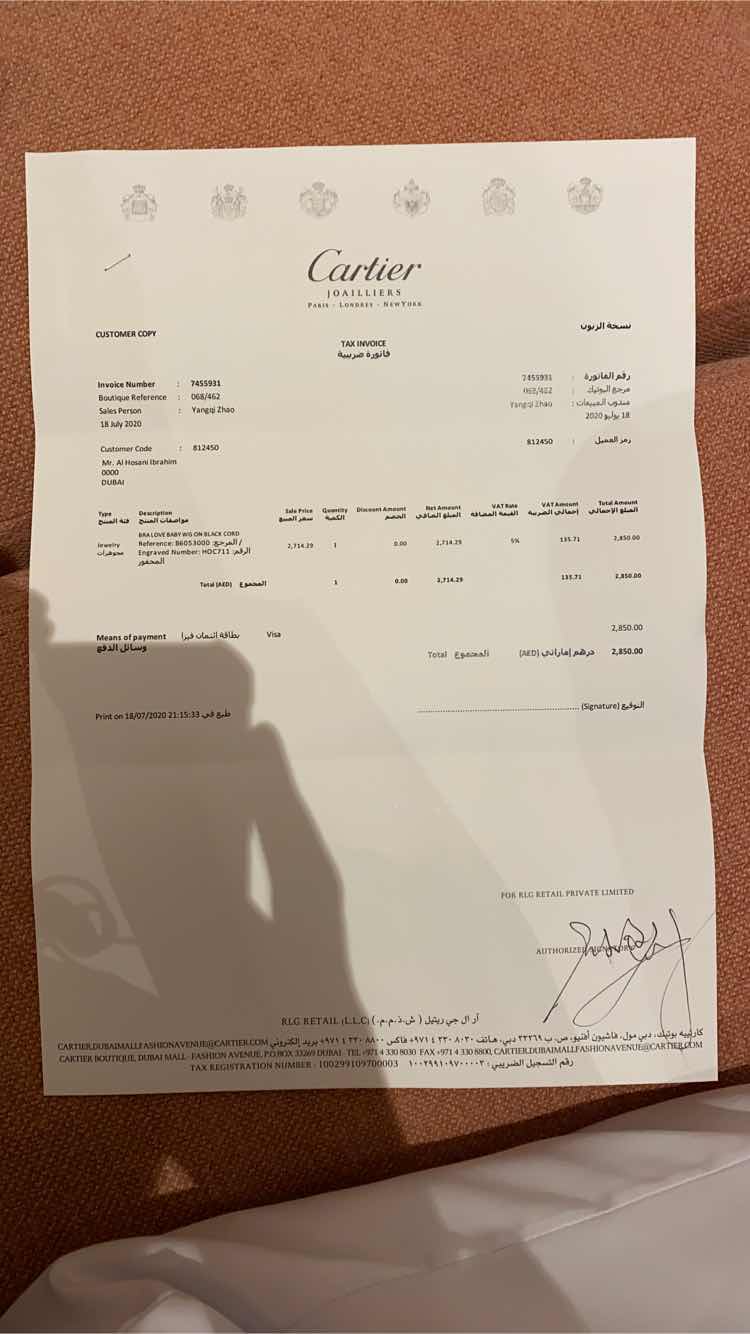 Cartier
JOAILLIERS
PARIS - LONDRES - NEW YORK
CUSTOMER COPY
نسخة الزبون
TAX INVOICE
فاتورة ضريبية
Invoice Number : 7455931
رقم الفاتورة : 7455931
Boutique Reference : 068/462
مرجع البوتيك : 068/462
Sales Person : Yangqi Zhao
مندوب المبيعات : Yangqi Zhao
18 July 2020
18 يوليو 2020
Customer Code : 812450
رمز العميل : 812450
Mr. Al Hosani Ibrahim
0000
DUBAI
Type Description Sale Price Quantity Discount Amount Net Amount VAT Rate VAT Amount Total Amount
فئة المنتج مواصفات المنتج سعر المبيع الكمية الخصم المبلغ الصافي القيمة المضافة إجمالي الضريبة المبلغ الإجمالي
BRA LOVE BABY WG ON BLACK CORD
Jewelry Reference: B6053000 :المرجع / 2,714.29 1 0.00 2,714.29 5% 135.71 2,850.00
مجوهرات Engraved Number: HOC711 :الرقم
المحفور
Total (AED) المجموع 1 0.00 2,714.29 135.71 2,850.00
Means of payment بطاقة إئتمان فيزا Visa 2,850.00
وسائل الدفع
Total المجموع (AED) درهم إماراتي 2,850.00
Print on 18/07/2020 21:15:33 طبع في
(Signature) التوقيع
FOR RLG RETAIL PRIVATE LIMITED
AUTHORIZED SIGNATORY
RLG RETAIL (L.L.C) (.ش.ذ.م.م) آر ال جي ريتيل
كارتييه بوتيك، دبي مول، فاشيون أفنيو، ص. ب ٣٣٢٦٩ دبي، هاتف ٨٠٣٠ ٣٣٠ ٤ ٩٧١+ فاكس ٨٨٠٠ ٣٣٠ ٤ ٩٧١+ بريد إلكتروني CARTIER.DUBAIMALLFASHIONAVENUE@CARTIER.COM
CARTIER BOUTIQUE, DUBAI MALL - FASHION AVENUE, P.O.BOX 33269 DUBAI - TEL +971 4 330 8030 FAX +971 4 330 8800, CARTIER.DUBAIMALLFASHIONAVENUE@CARTIER.COM
TAX REGISTRATION NUMBER - 100299109700003 رقم التسجيل الضريبي : ١٠٠٢٩٩١٠٩٧٠٠٠٠٣